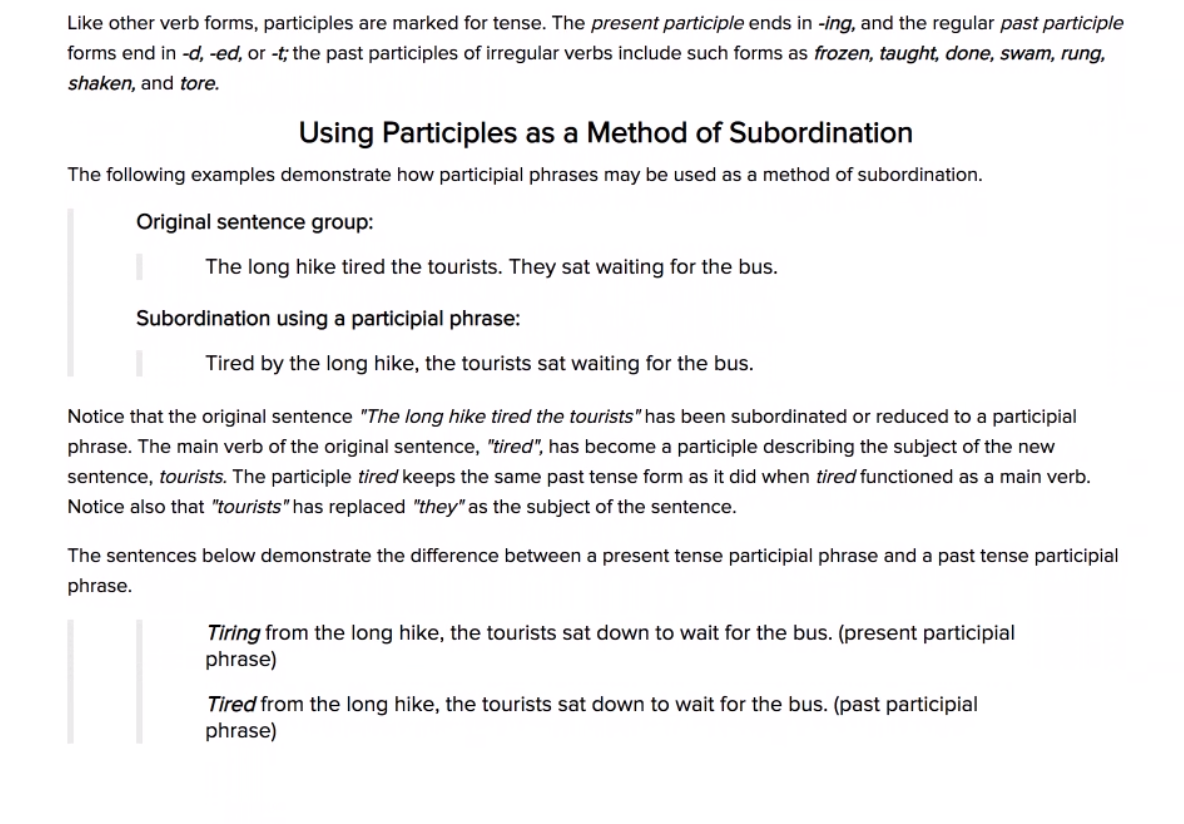 Like other verb forms, participles are marked for tense. The present participle ends in -ing, and the regular past participle
forms end in -d, -ed, or -t; the past participles of irregular verbs include such forms as frozen, taught, done, swam, rung,
shaken, and tore.
Using Participles as a Method of Subordination
The following examples demonstrate how participial phrases may be used as a method of subordination.
Original sentence group:
The long hike tired the tourists. They sat waiting for the bus.
Subordination using a participial phrase:
Tired by the long hike, the tourists sat waiting for the bus.
Notice that the original sentence "The long hike tired the tourists" has been subordinated or reduced to a participial
phrase. The main verb of the original sentence, "tired", has become a participle describing the subject of the new
sentence, tourists. The participle tired keeps the same past tense form as it did when tired functioned as a main verb.
Notice also that "tourists" has replaced "they" as the subject of the sentence.
The sentences below demonstrate the difference between a present tense participial phrase and a past tense participial
phrase.
Tiring from the long hike, the tourists sat down to wait for the bus. (present participial
phrase)
Tired from the long hike, the tourists sat down to wait for the bus. (past participial
phrase)